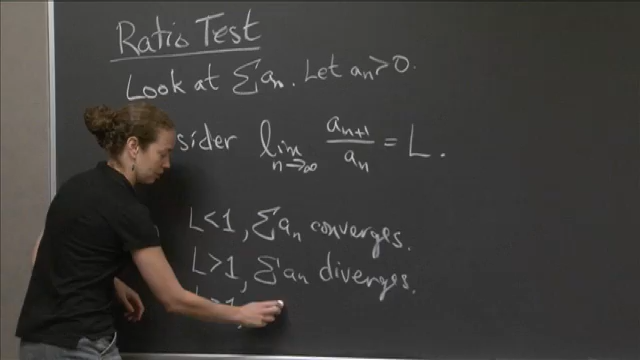 Ratio Test
Look at Σaₙ. Let aₙ>0.
sider lim n→∞ aₙ₊₁/aₙ = L.
L<1, Σaₙ converges.
L>1, Σaₙ diverges.